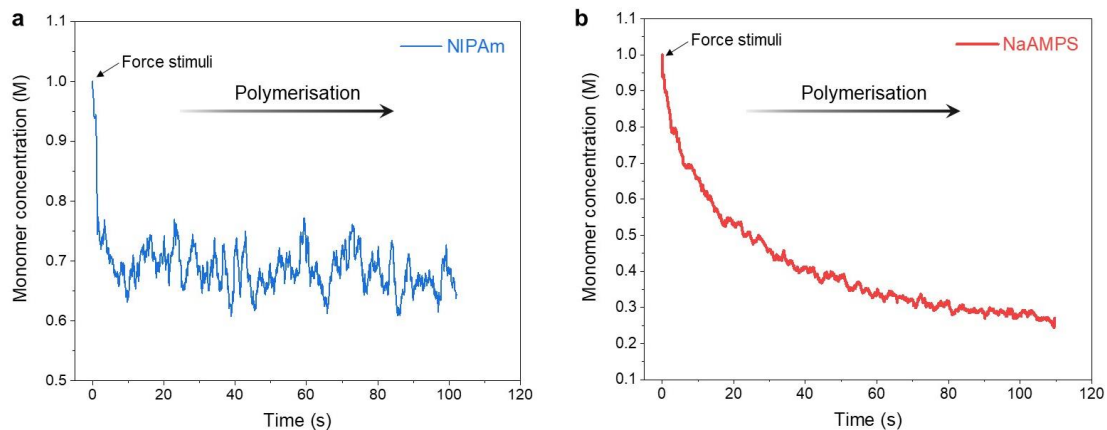 a
NIPAm
Force stimuli
Polymerisation
Monomer concentration (M)
1.1
1.0
0.9
0.8
0.7
0.6
0.5
0 20 40 60 80 100 120
Time (s)
b
NaAMPS
Force stimuli
Polymerisation
Monomer concentration (M)
1.1
1.0
0.9
0.8
0.7
0.6
0.5
0.4
0.3
0.2
0.1
0 20 40 60 80 100 120
Time (s)